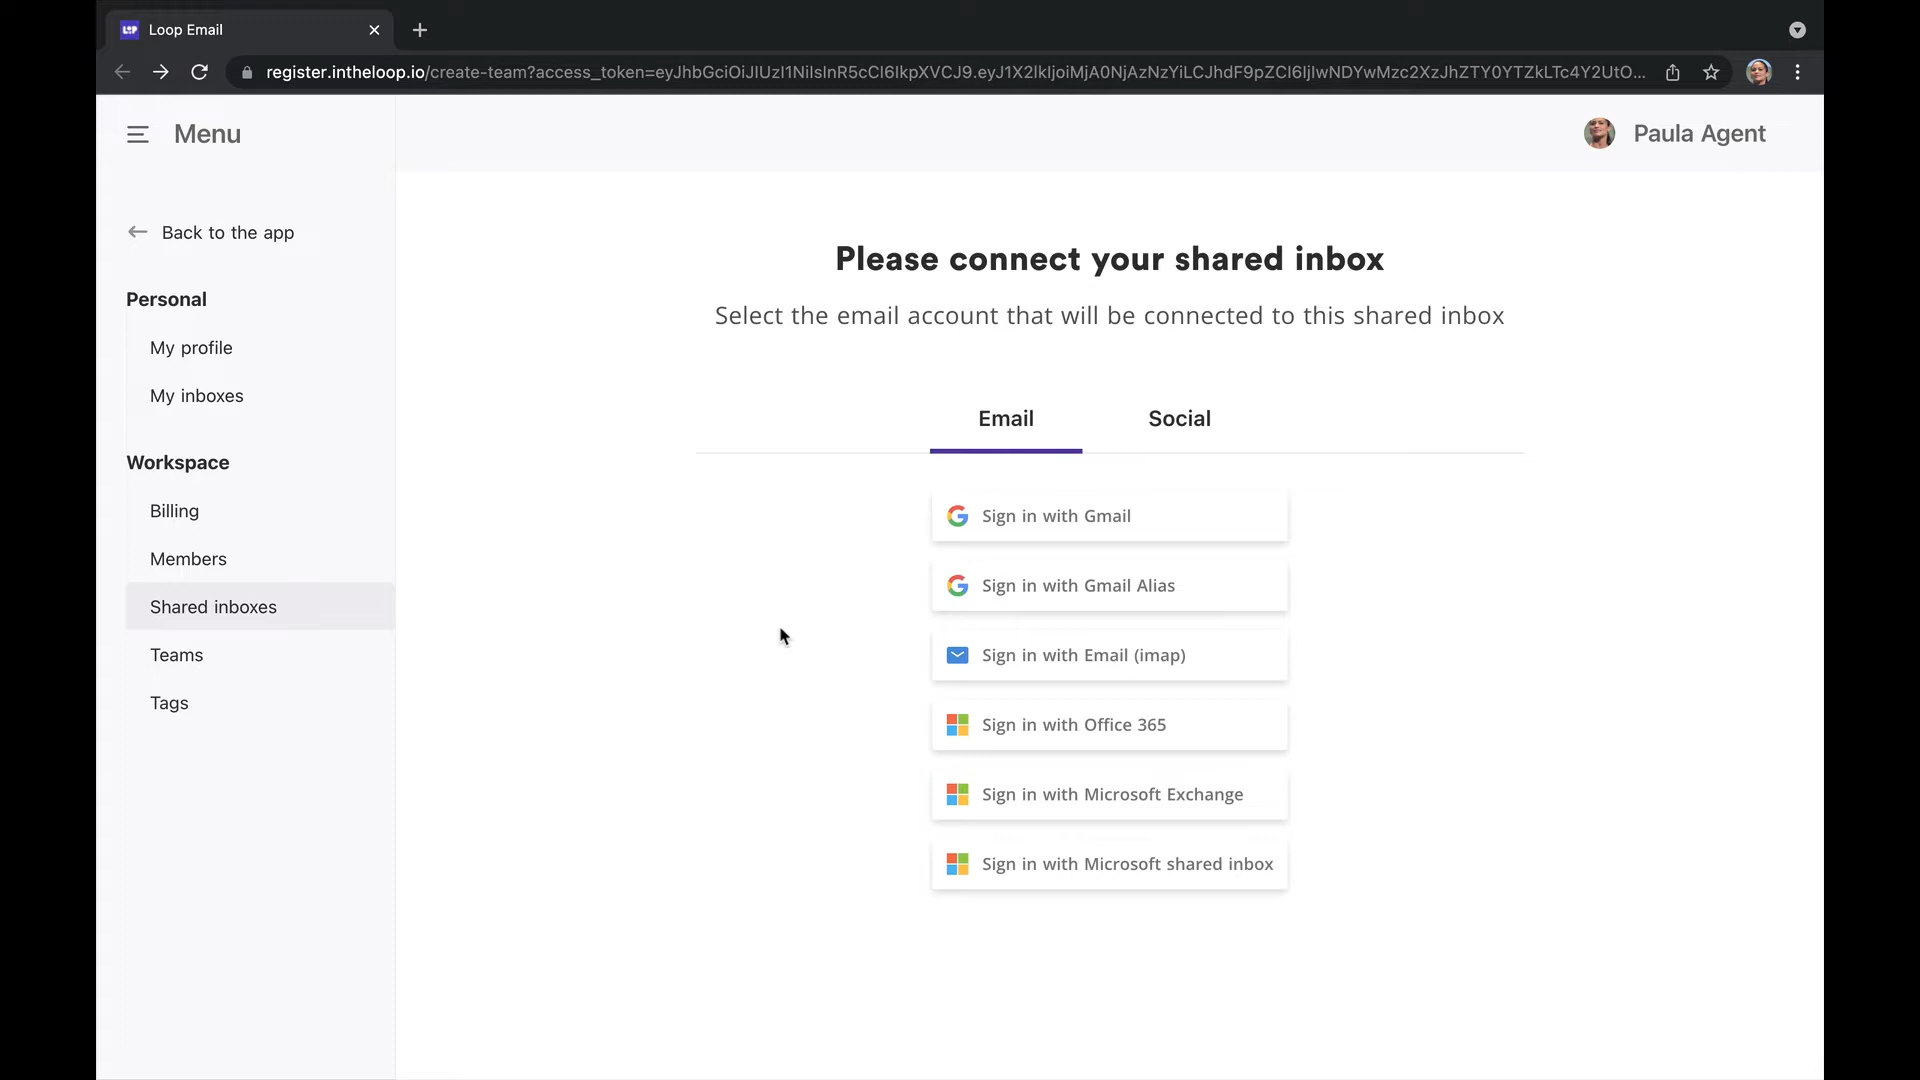 Loop Email
register.intheloop.io/create-team?access_token=eyJhbGciOiJIUzI1NiIsInR5cCI6IkpXVCJ9.eyJ1X2lkIjoiMjA0NjAzNzYiLCJhdF9pZCI6IjIwNDYwMzc2XzJhZTY0YTZkLTc4Y2UtO...
Menu
Paula Agent
Back to the app
Personal
My profile
My inboxes
Workspace
Billing
Members
Shared inboxes
Teams
Tags
Please connect your shared inbox
Select the email account that will be connected to this shared inbox
Email Social
Sign in with Gmail
Sign in with Gmail Alias
Sign in with Email (imap)
Sign in with Office 365
Sign in with Microsoft Exchange
Sign in with Microsoft shared inbox